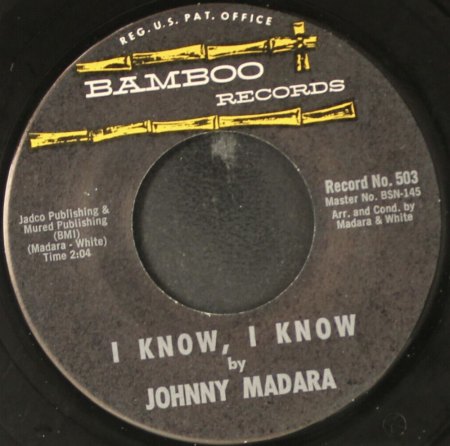 REG. U.S. PAT. OFFICE
BAMBOO
RECORDS
Jadco Publishing &
Mured Publishing
(BMI)
(Madara - White)
Time 2:04
Record No. 503
Master No. BSN-145
Arr. and Cond. by
Madara & White
I KNOW, I KNOW
by
JOHNNY MADARA